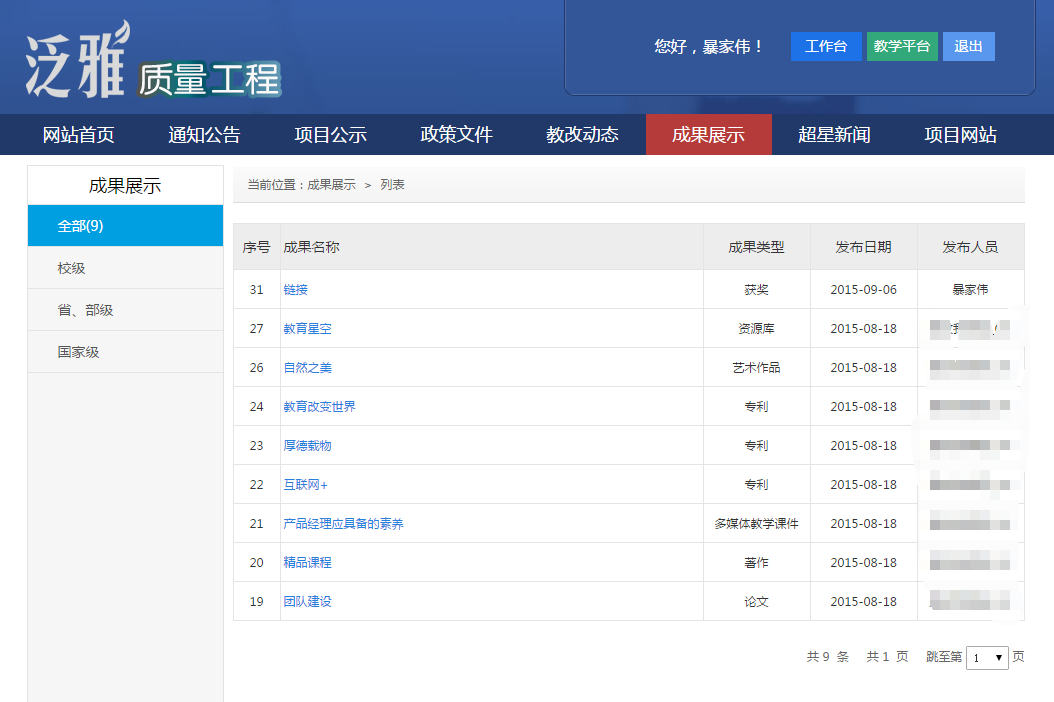 泛雅 质量工程
您好，暴家伟！ 工作台 教学平台 退出
网站首页 通知公告 项目公示 政策文件 教改动态 成果展示 超星新闻 项目网站
成果展示
全部(9)
校级
省、部级
国家级
当前位置：成果展示 > 列表
序号 成果名称 成果类型 发布日期 发布人员
31 链接 获奖 2015-09-06 暴家伟
27 教育星空 资源库 2015-08-18
26 自然之美 艺术作品 2015-08-18
24 教育改变世界 专利 2015-08-18
23 厚德载物 专利 2015-08-18
22 互联网+ 专利 2015-08-18
21 产品经理应具备的素养 多媒体教学课件 2015-08-18
20 精品课程 著作 2015-08-18
19 团队建设 论文 2015-08-18
共 9 条 共 1 页 跳至第 1 页